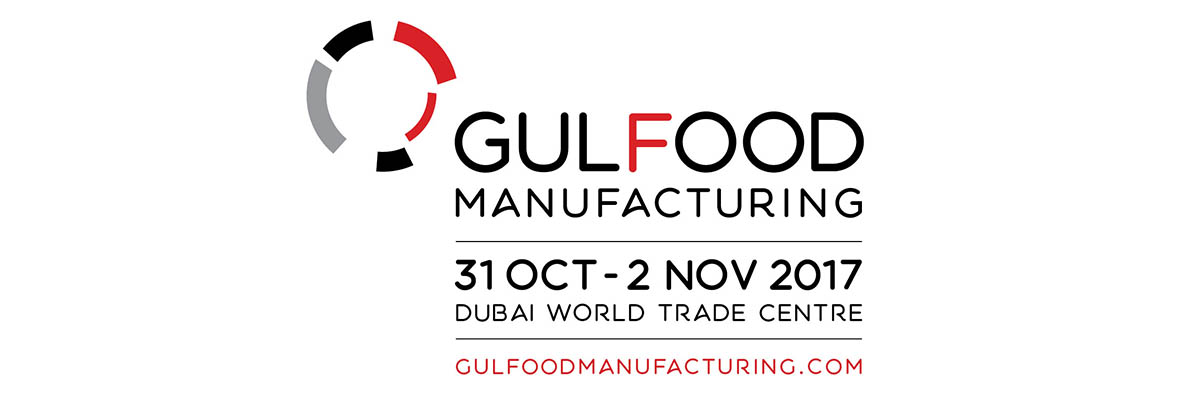 GULFOOD
MANUFACTURING
31 OCT - 2 NOV 2017
DUBAI WORLD TRADE CENTRE
GULFOODMANUFACTURING.COM